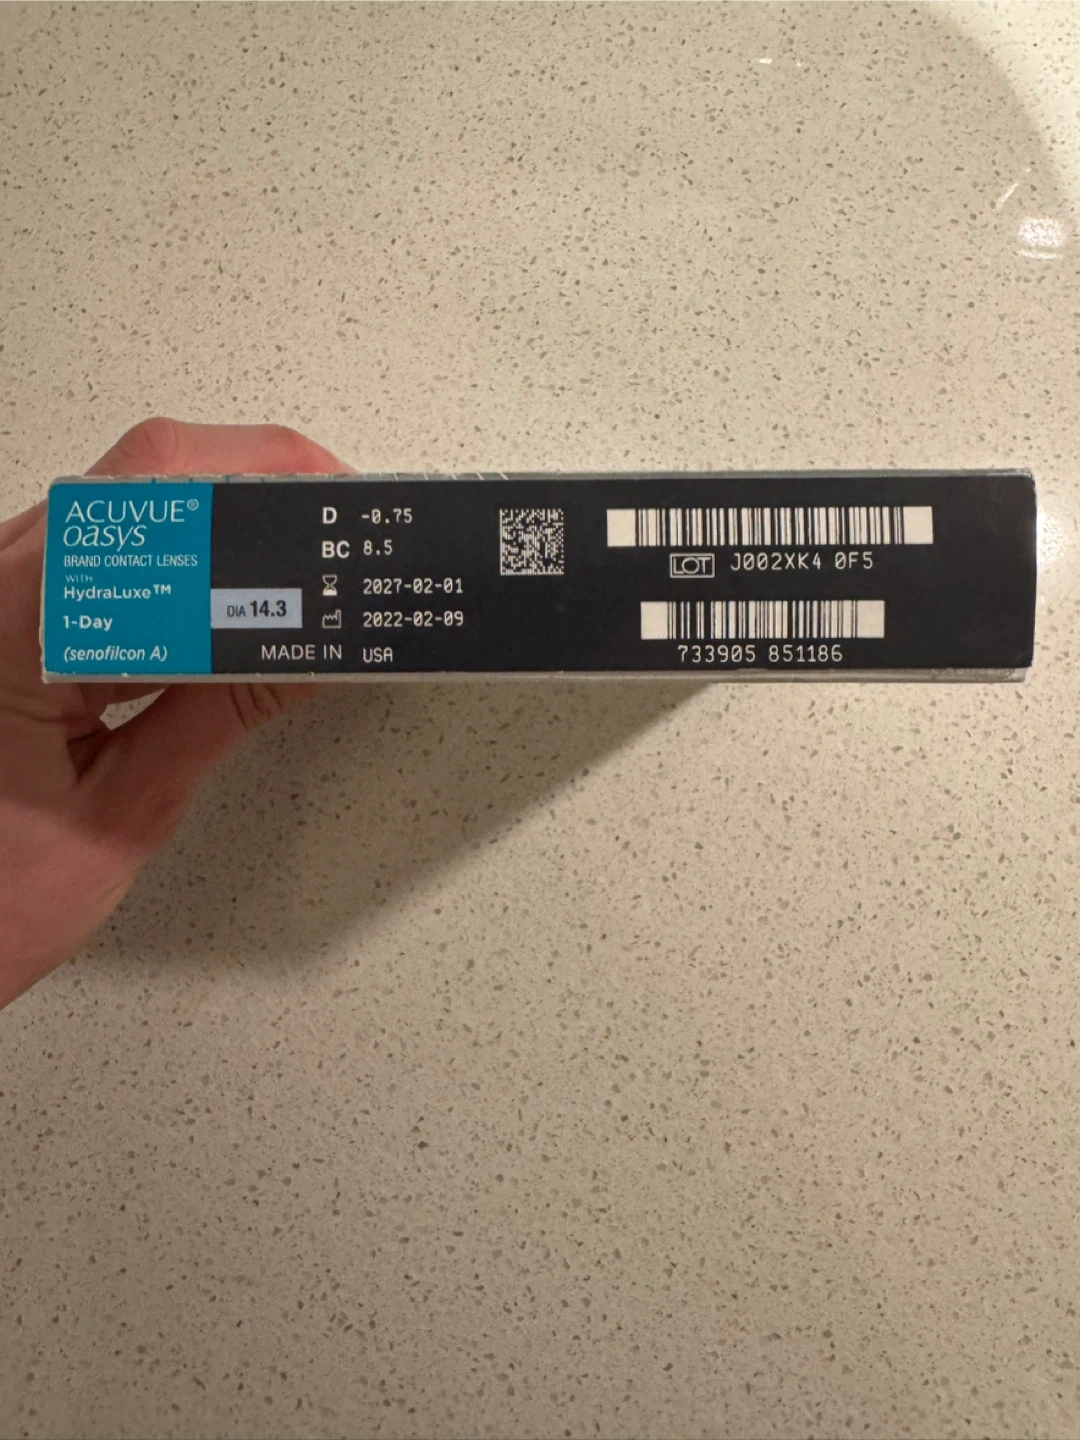 ACUVUE®
oasys
BRAND CONTACT LENSES
WITH
HydraLuxe™
1-Day
(senofilcon A)
DIA 14.3
D -0.75
BC 8.5
2027-02-01
2022-02-09
MADE IN USA
LOT J002XK4 0F5
733905 851186